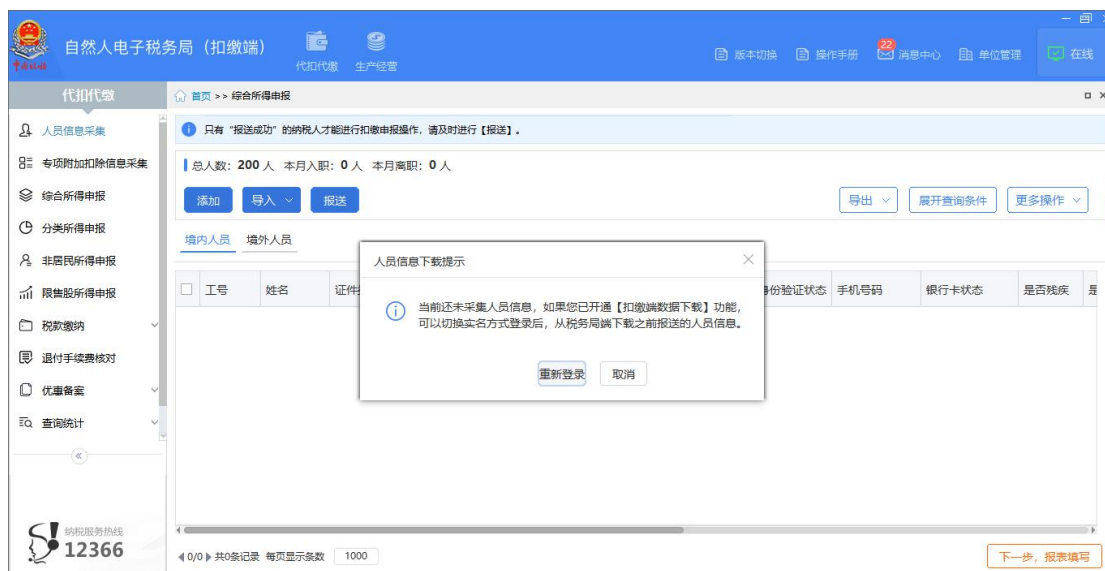 自然人电子税务局（扣缴端）
代扣代缴
生产经营
版本切换
操作手册
22
消息中心
单位管理
在线
代扣代缴
首页 >> 综合所得申报
人员信息采集
专项附加扣除信息采集
综合所得申报
分类所得申报
非居民所得申报
限售股所得申报
税款缴纳
退付手续费核对
优惠备案
查询统计
纳税服务热线
12366
只有“报送成功”的纳税人才能进行扣缴申报操作，请及时进行【报送】。
总人数：200 人 本月入职：0 人 本月离职：0 人
添加
导入
报送
导出
展开查询条件
更多操作
境内人员
境外人员
工号
姓名
证件
份验证状态
手机号码
银行卡状态
是否残疾
是
人员信息下载提示
当前还未采集人员信息，如果您已开通【扣缴端数据下载】功能，
可以切换实名方式登录后，从税务局端下载之前报送的人员信息。
重新登录
取消
0/0 共0条记录 每页显示条数 1000
下一步，报表填写